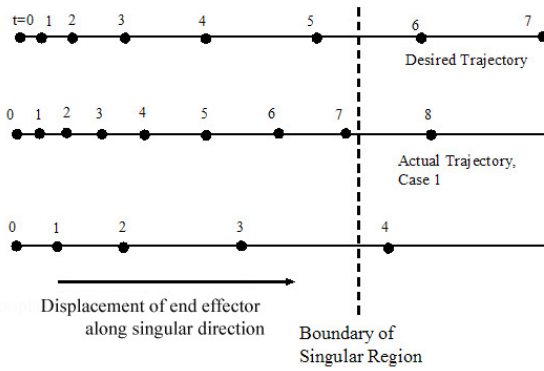 t=0 1 2 3 4 5 6 7
Desired Trajectory
0 1 2 3 4 5 6 7 8
Actual Trajectory,
Case 1
0 1 2 3 4
Displacement of end effector
along singular direction
Boundary of
Singular Region